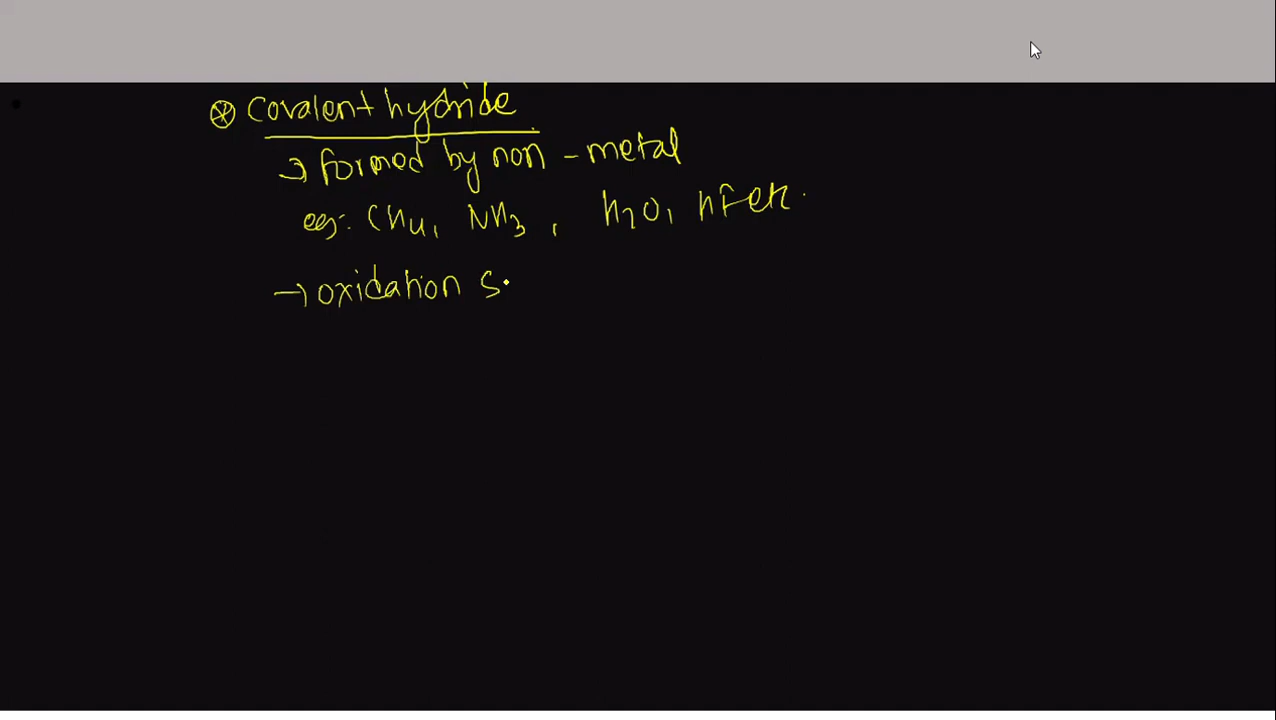 covalent hydride
→ formed by non - metal
eg:- CH4, NH3, H2O, HF etc.
→ oxidation s